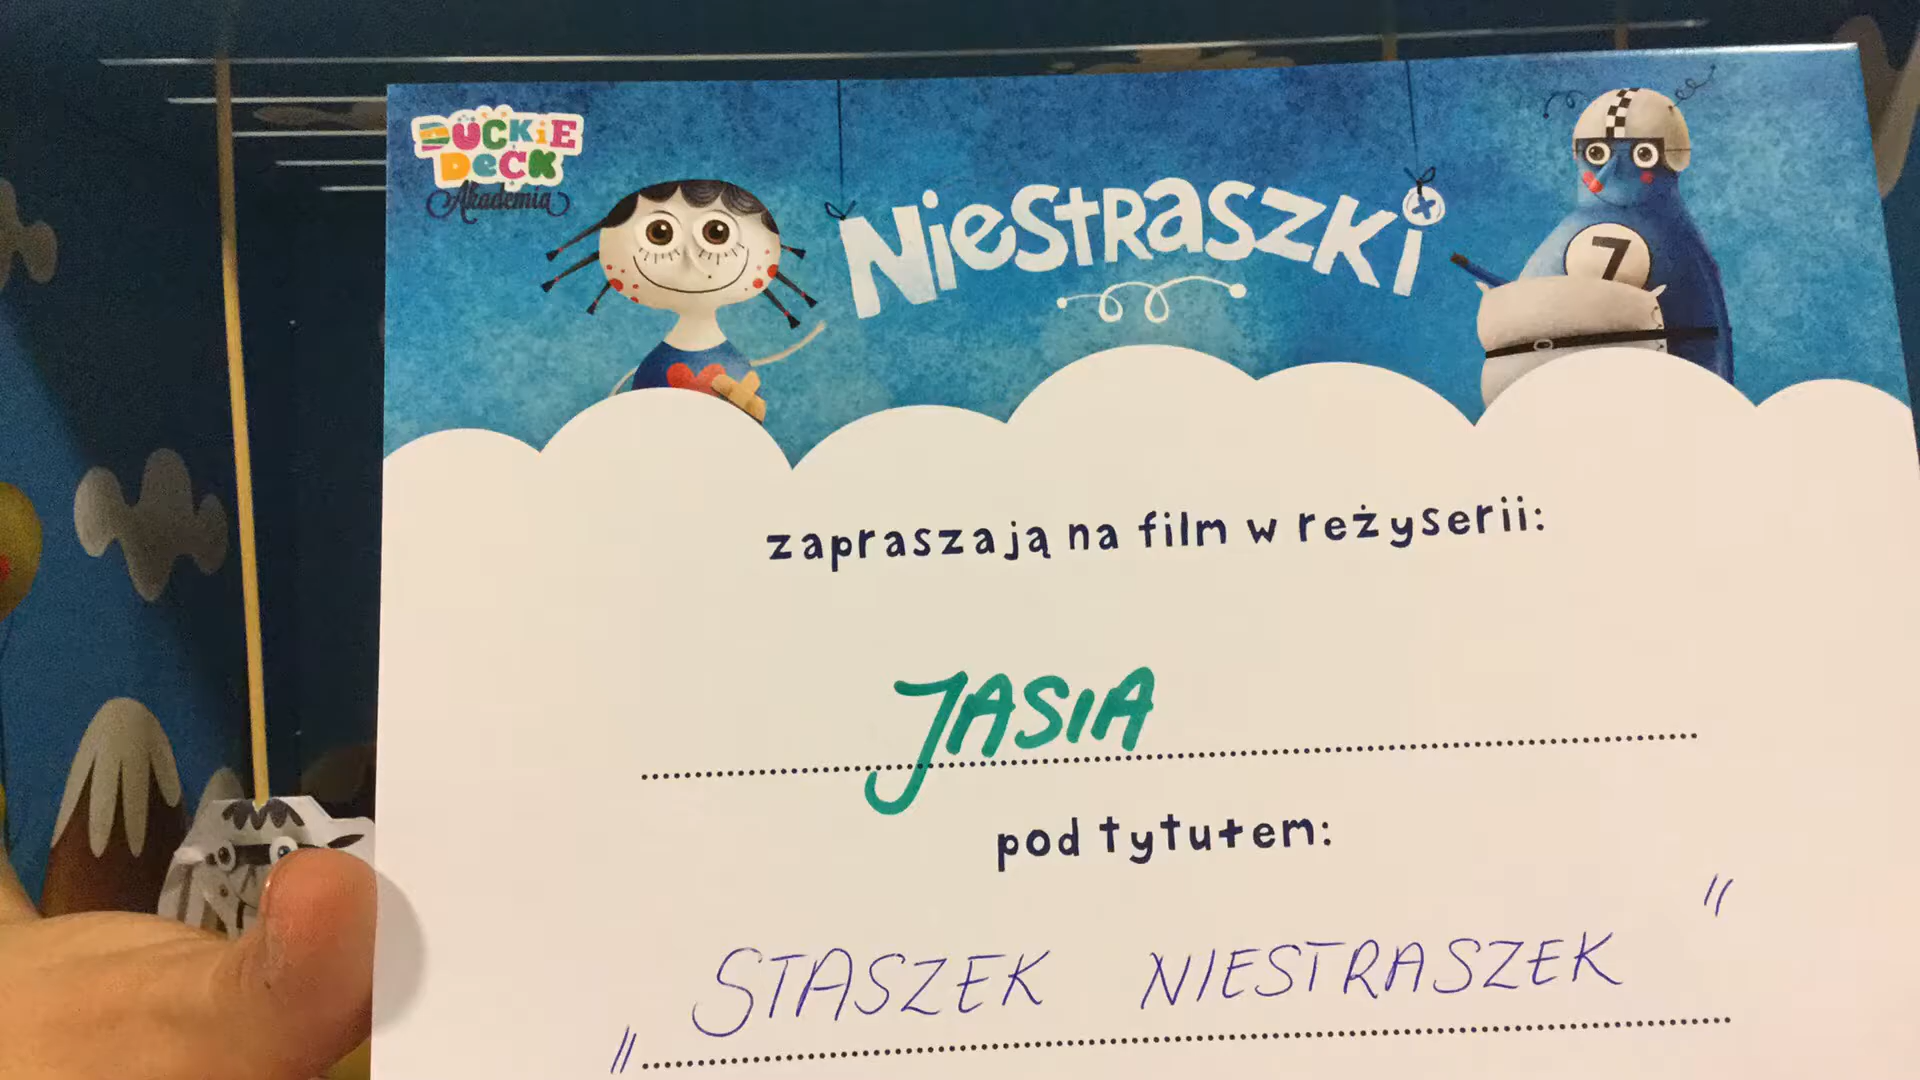 DUCKIE
DECK
Akademia
NieStRaSZKi
7
zapraszają na film w reżyserii:
JASIA
pod tytułem:
„STASZEK NIESTRASZEK"